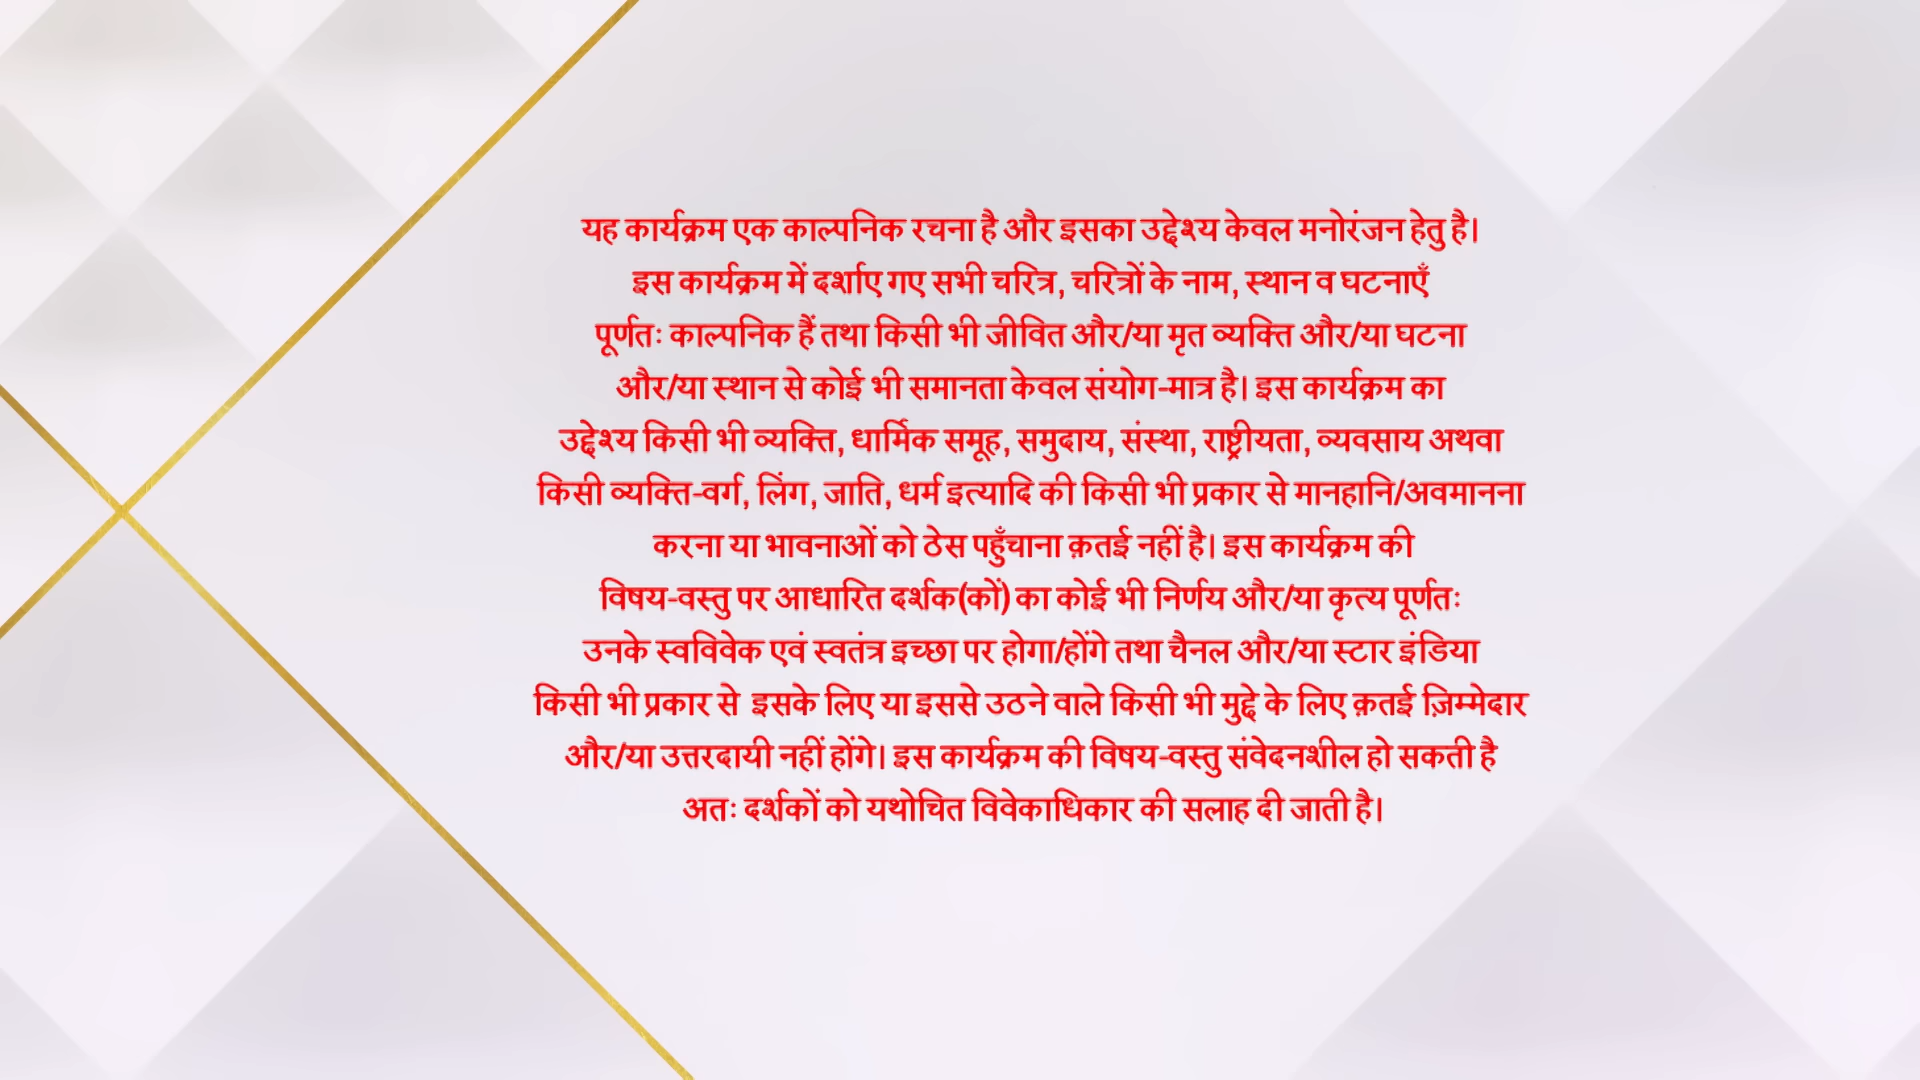 यह कार्यक्रम एक काल्पनिक रचना है और इसका उद्देश्य केवल मनोरंजन हेतु है।
इस कार्यक्रम में दर्शाए गए सभी चरित्र, चरित्रों के नाम, स्थान व घटनाएँ
पूर्णतः काल्पनिक हैं तथा किसी भी जीवित और/या मृत व्यक्ति और/या घटना
और/या स्थान से कोई भी समानता केवल संयोग-मात्र है। इस कार्यक्रम का
उद्देश्य किसी भी व्यक्ति, धार्मिक समूह, समुदाय, संस्था, राष्ट्रीयता, व्यवसाय अथवा
किसी व्यक्ति-वर्ग, लिंग, जाति, धर्म इत्यादि की किसी भी प्रकार से मानहानि/अवमानना
करना या भावनाओं को ठेस पहुँचाना क़तई नहीं है। इस कार्यक्रम की
विषय-वस्तु पर आधारित दर्शक(कों) का कोई भी निर्णय और/या कृत्य पूर्णतः
उनके स्वविवेक एवं स्वतंत्र इच्छा पर होगा/होंगे तथा चैनल और/या स्टार इंडिया
किसी भी प्रकार से इसके लिए या इससे उठने वाले किसी भी मुद्दे के लिए क़तई ज़िम्मेदार
और/या उत्तरदायी नहीं होंगे। इस कार्यक्रम की विषय-वस्तु संवेदनशील हो सकती है
अतः दर्शकों को यथोचित विवेकाधिकार की सलाह दी जाती है।